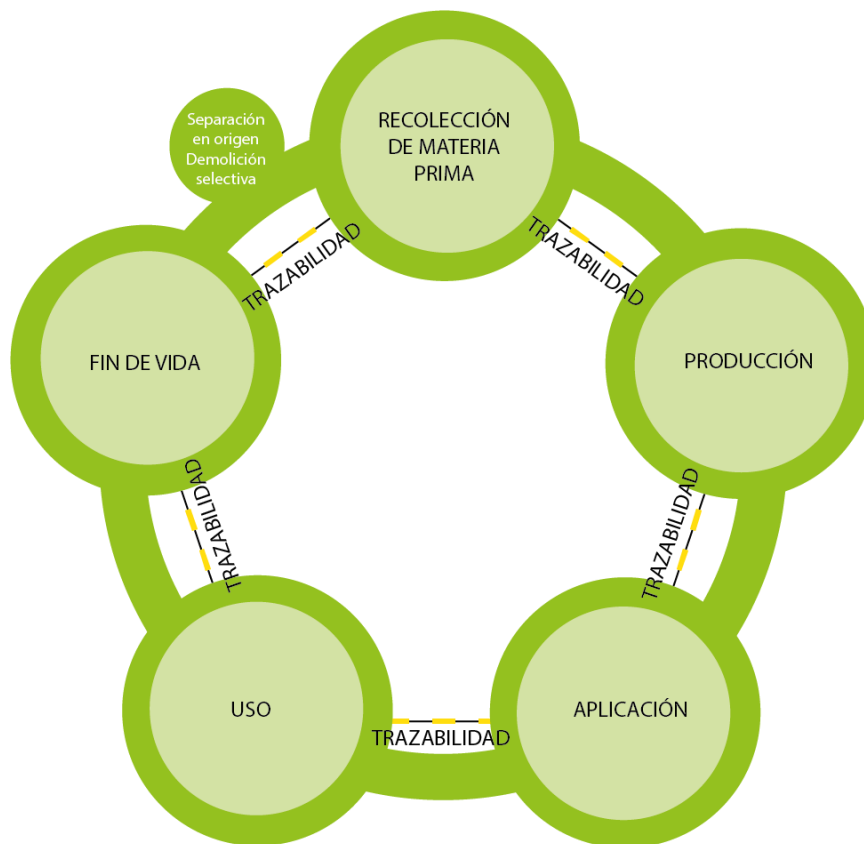 Separación
en origen
Demolición
selectiva
RECOLECCIÓN
DE MATERIA
PRIMA
TRAZABILIDAD
TRAZABILIDAD
FIN DE VIDA
PRODUCCIÓN
TRAZABILIDAD
TRAZABILIDAD
USO
APLICACIÓN
TRAZABILIDAD